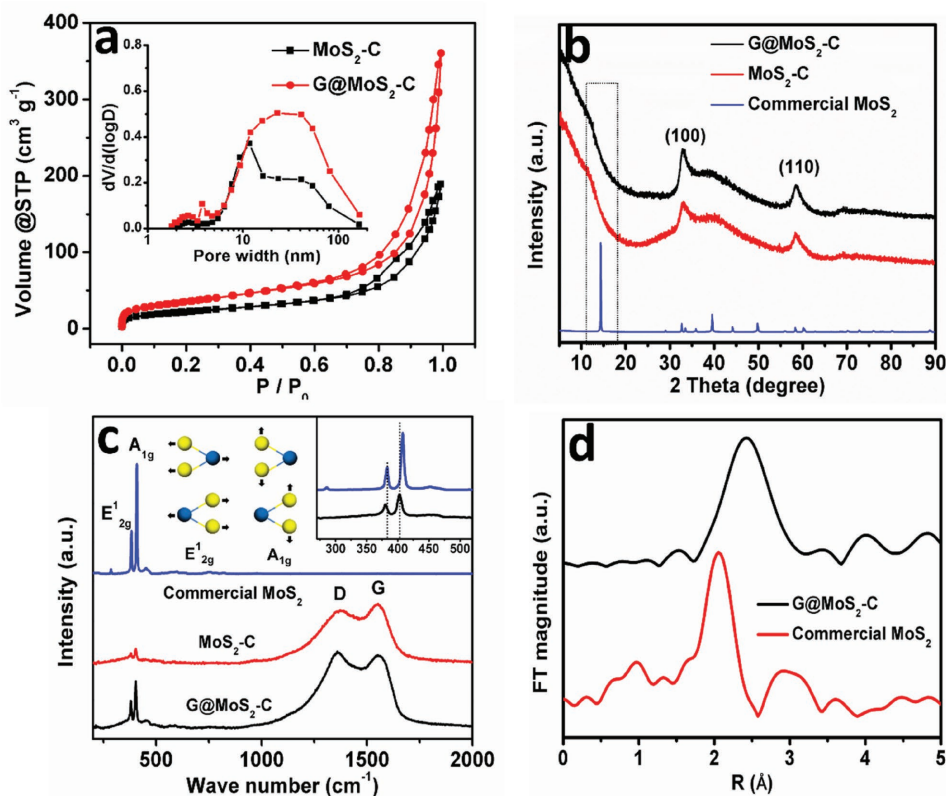 a
MoS₂-C
G@MoS₂-C
dV/d(logD)
0.8
0.6
0.4
0.2
0.0
1 10 100
Pore width (nm)
Volume @STP (cm³ g⁻¹)
400
300
200
100
0
0.0 0.2 0.4 0.6 0.8 1.0
P / P₀
b
G@MoS₂-C
MoS₂-C
Commercial MoS₂
(100)
(110)
Intensity (a.u.)
10 20 30 40 50 60 70 80 90
2 Theta (degree)
c
A₁g
E¹₂g
E¹₂g
A₁g
300 400 500
Commercial MoS₂
D G
MoS₂-C
G@MoS₂-C
Intensity (a.u.)
500 1000 1500 2000
Wave number (cm⁻¹)
d
G@MoS₂-C
Commercial MoS₂
FT magnitude (a.u.)
0 1 2 3 4 5
R (Å)